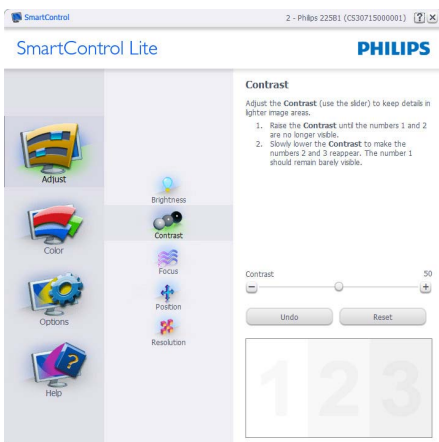 SmartControl
2 - Philips 225B1 (CS30715000001)
?
SmartControl Lite
PHILIPS
Adjust
Color
Options
?
Help
Brightness
Contrast
Focus
Position
Resolution
Contrast
Adjust the Contrast (use the slider) to keep details in
lighter image areas.
1. Raise the Contrast until the numbers 1 and 2
are no longer visible.
2. Slowly lower the Contrast to make the
numbers 2 and 3 reappear. The number 1
should remain barely visible.
Contrast
50
Undo
Reset
1 2 3